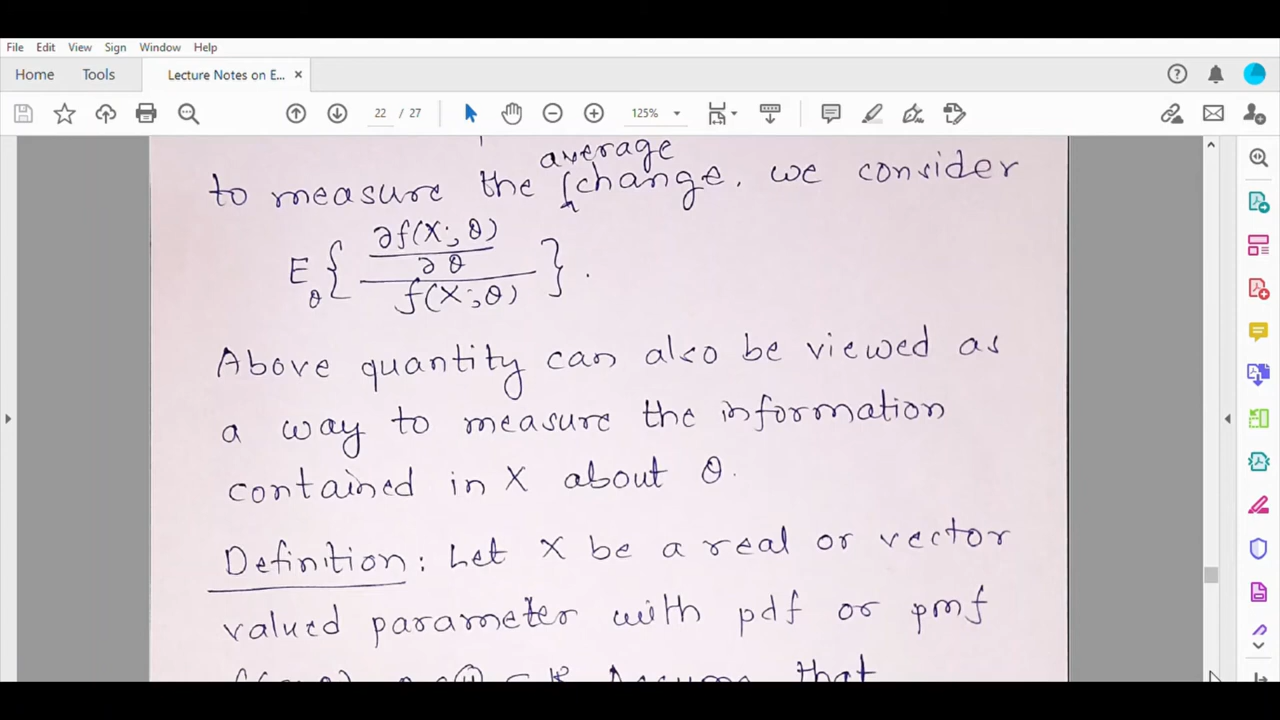 File Edit View Sign Window Help
Home Tools Lecture Notes on E... ×
22 / 27 125%
average
to measure the change. we consider
E_θ { (∂f(X;θ)/∂θ) / f(X;θ) }.
Above quantity can also be viewed as
a way to measure the information
contained in X about θ.
Definition: Let X be a real or vector
valued parameter with pdf or pmf
Assume that